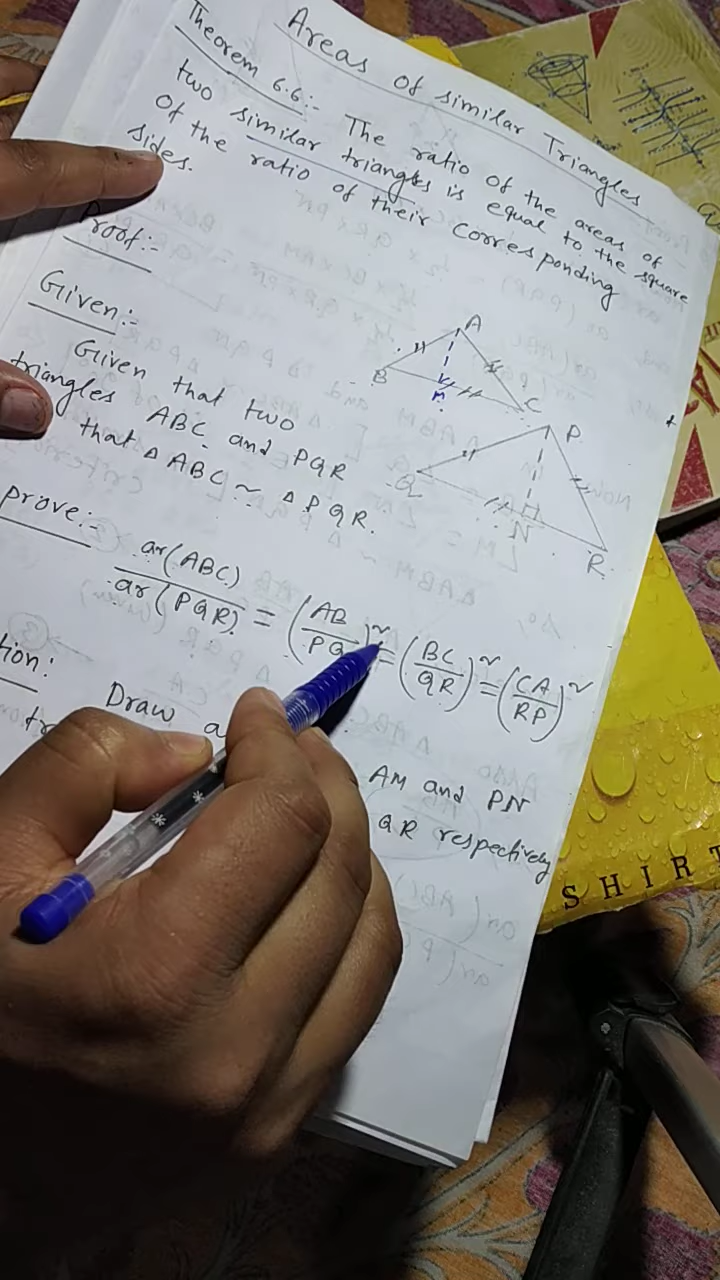 Areas of similar Triangles
Theorem 6.6:- The ratio of the areas of
two similar triangles is equal to the square
of the ratio of their corresponding
sides.
Proof:-
Given:-
Given that two
triangles ABC and PQR
that △ABC ~ △PQR.
A
B
M
C
P
Q
N
R
prove:-
ar(ABC)/ar(PQR) = (AB/PQ)² = (BC/QR)² = (CA/RP)²
tion: Draw
AM and PN
QR respectively
SHIRT